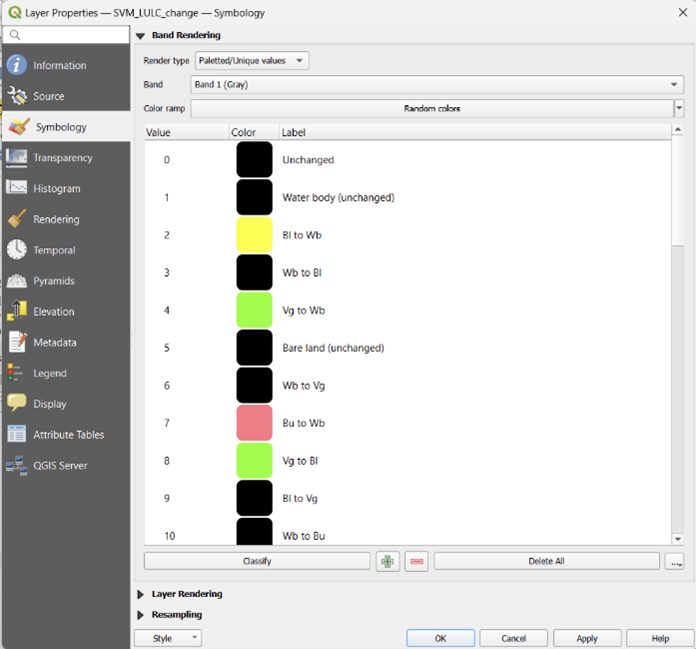 Layer Properties — SVM_LULC_change — Symbology
Information
Source
Symbology
Transparency
Histogram
Rendering
Temporal
Pyramids
Elevation
Metadata
Legend
Display
Attribute Tables
QGIS Server
Band Rendering
Render type Paletted/Unique values
Band Band 1 (Gray)
Color ramp Random colors
Value Color Label
0 Unchanged
1 Water body (unchanged)
2 Bl to Wb
3 Wb to Bl
4 Vg to Wb
5 Bare land (unchanged)
6 Wb to Vg
7 Bu to Wb
8 Vg to Bl
9 Bl to Vg
10 Wb to Bu
Classify Delete All ...
Layer Rendering
Resampling
Style OK Cancel Apply Help